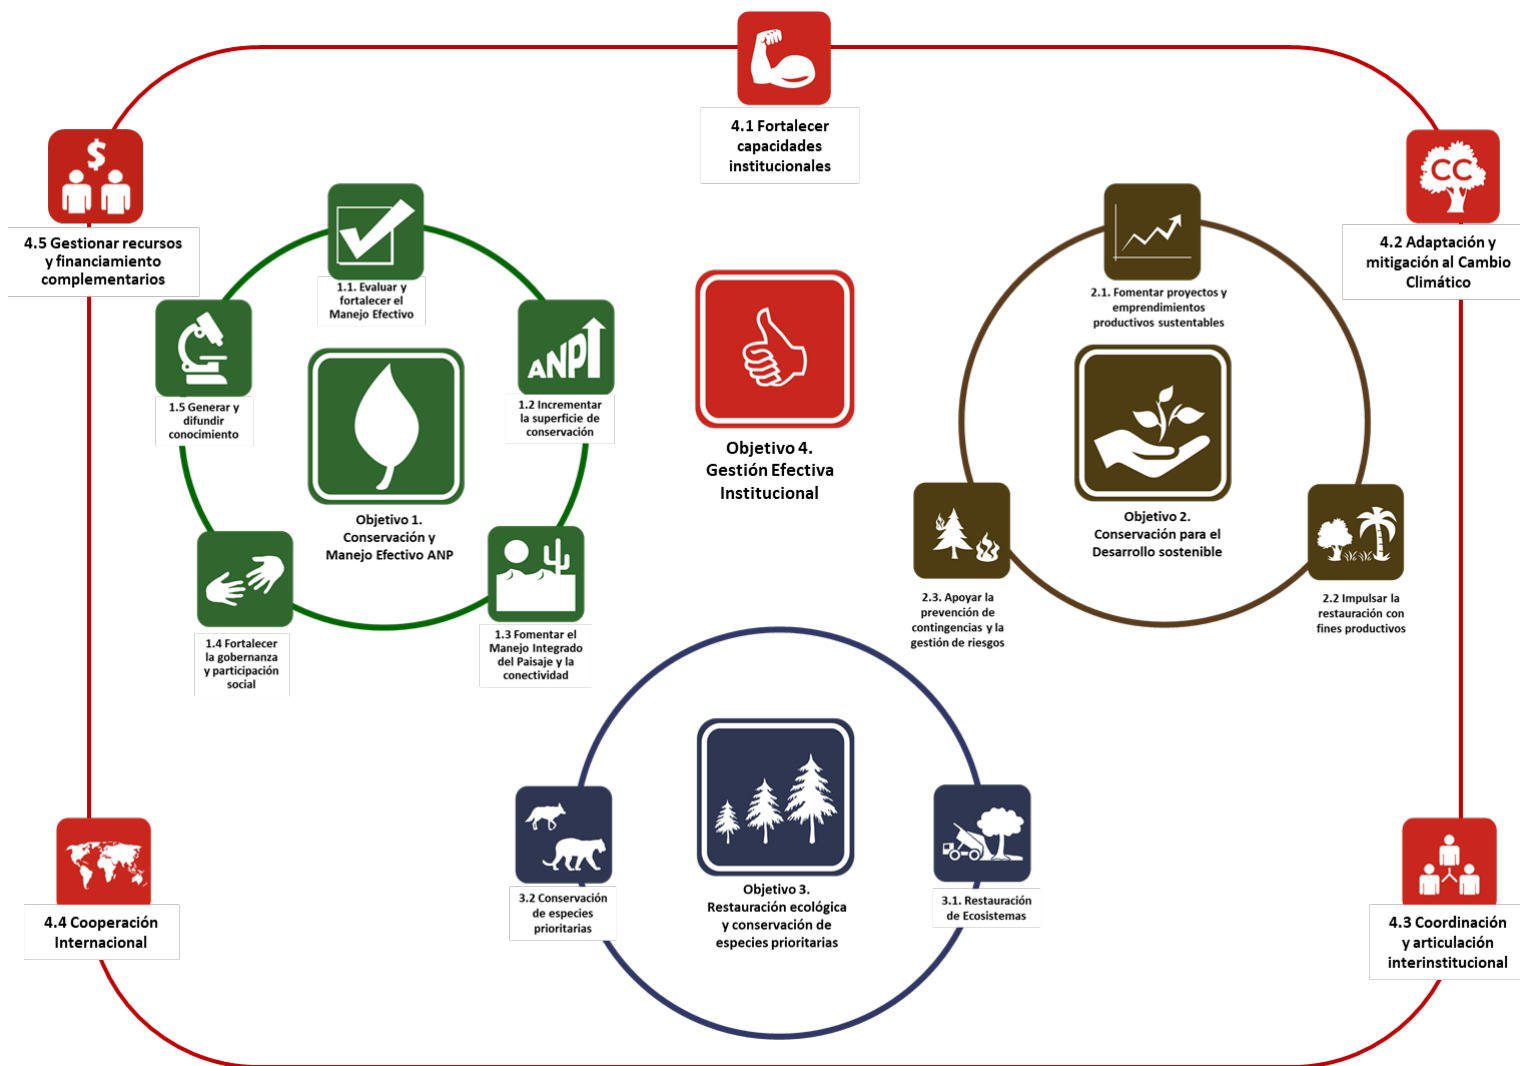 4.1 Fortalecer
capacidades
institucionales
$
4.5 Gestionar recursos
y financiamiento
complementarios
CC
4.2 Adaptación y
mitigación al Cambio
Climático
1.1. Evaluar y
fortalecer el
Manejo Efectivo
ANP
1.2 Incrementar
la superficie de
conservación
1.5 Generar y
difundir
conocimiento
Objetivo 1.
Conservación y
Manejo Efectivo ANP
1.4 Fortalecer
la gobernanza
y participación
social
1.3 Fomentar el
Manejo Integrado
del Paisaje y la
conectividad
Objetivo 4.
Gestión Efectiva
Institucional
2.1. Fomentar proyectos y
emprendimientos
productivos sustentables
Objetivo 2.
Conservación para el
Desarrollo sostenible
2.3. Apoyar la
prevención de
contingencias y la
gestión de riesgos
2.2 Impulsar la
restauración con
fines productivos
Objetivo 3.
Restauración ecológica
y conservación de
especies prioritarias
3.2 Conservación
de especies
prioritarias
3.1. Restauración
de Ecosistemas
4.4 Cooperación
Internacional
4.3 Coordinación
y articulación
interinstitucional